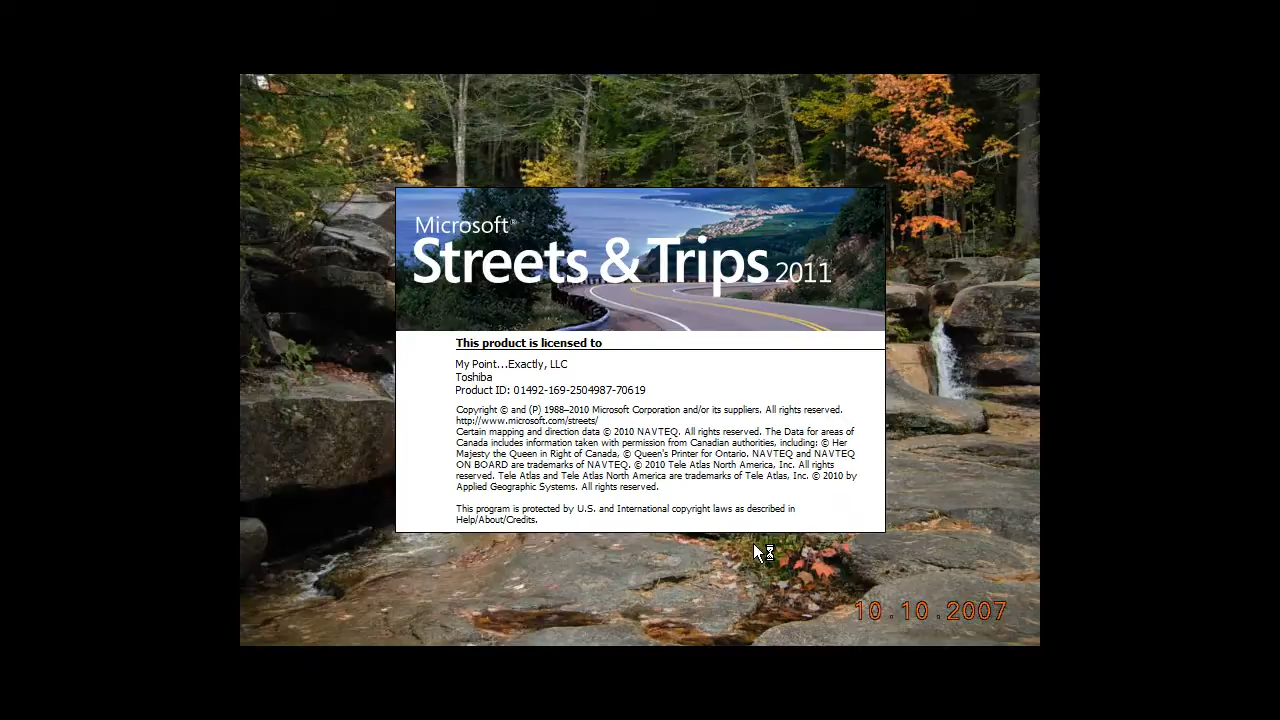 Microsoft®
Streets & Trips 2011
This product is licensed to
My Point...Exactly, LLC
Toshiba
Product ID: 01492-169-2504987-70619
Copyright © and (P) 1988–2010 Microsoft Corporation and/or its suppliers. All rights reserved.
http://www.microsoft.com/streets/
Certain mapping and direction data © 2010 NAVTEQ. All rights reserved. The Data for areas of
Canada includes information taken with permission from Canadian authorities, including: © Her
Majesty the Queen in Right of Canada, © Queen's Printer for Ontario. NAVTEQ and NAVTEQ
ON BOARD are trademarks of NAVTEQ. © 2010 Tele Atlas North America, Inc. All rights
reserved. Tele Atlas and Tele Atlas North America are trademarks of Tele Atlas, Inc. © 2010 by
Applied Geographic Systems. All rights reserved.
This program is protected by U.S. and International copyright laws as described in
Help/About/Credits.
10.10.2007